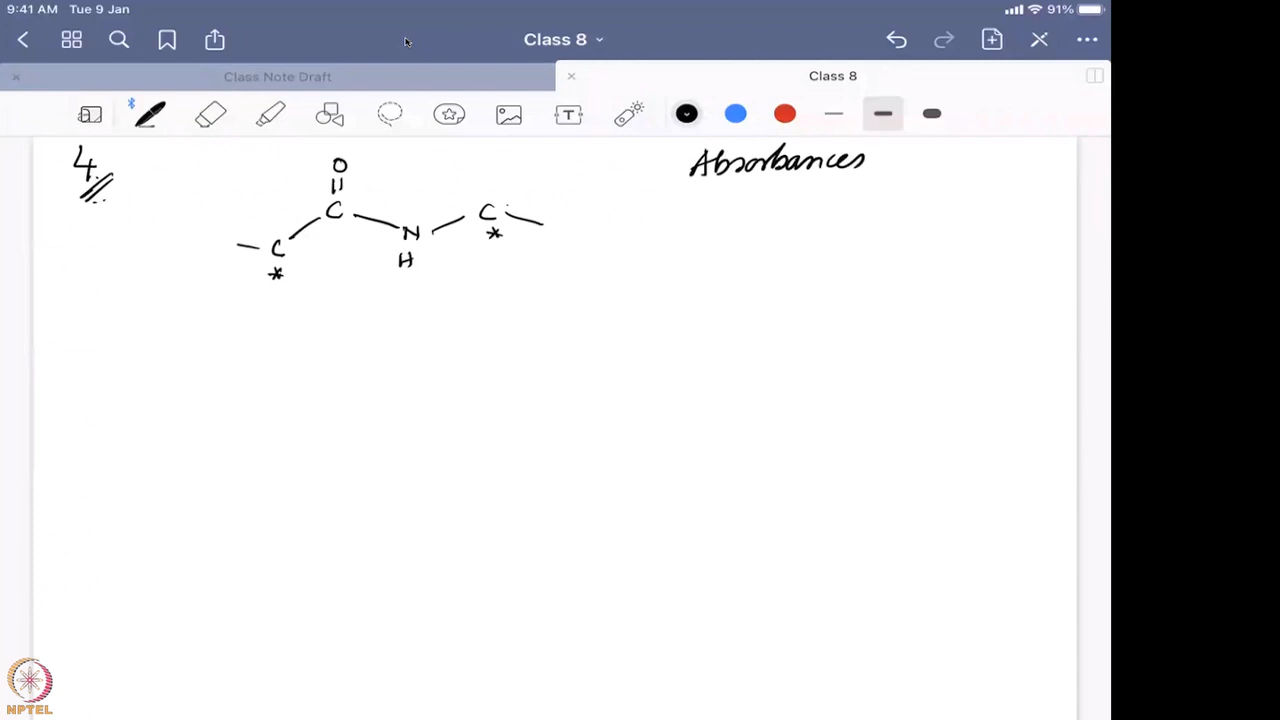 9:41 AM Tue 9 Jan 91%
Class 8
Class Note Draft
Class 8
T
4.
Absorbances
O
C
C N C
* H *
NPTEL